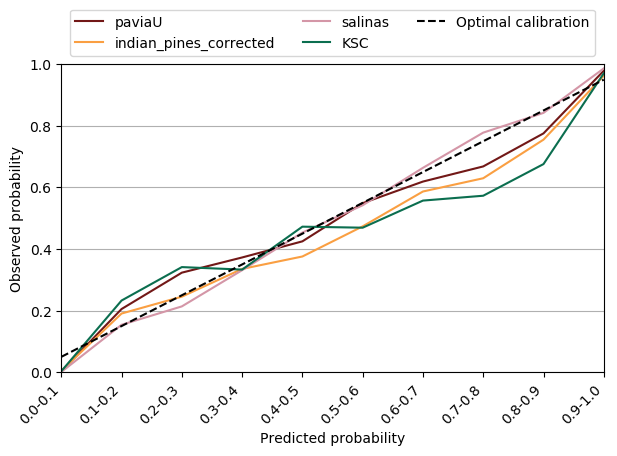 paviaU
indian_pines_corrected
salinas
KSC
Optimal calibration
Observed probability
1.0
0.8
0.6
0.4
0.2
0.0
0.0-0.1
0.1-0.2
0.2-0.3
0.3-0.4
0.4-0.5
0.5-0.6
0.6-0.7
0.7-0.8
0.8-0.9
0.9-1.0
Predicted probability